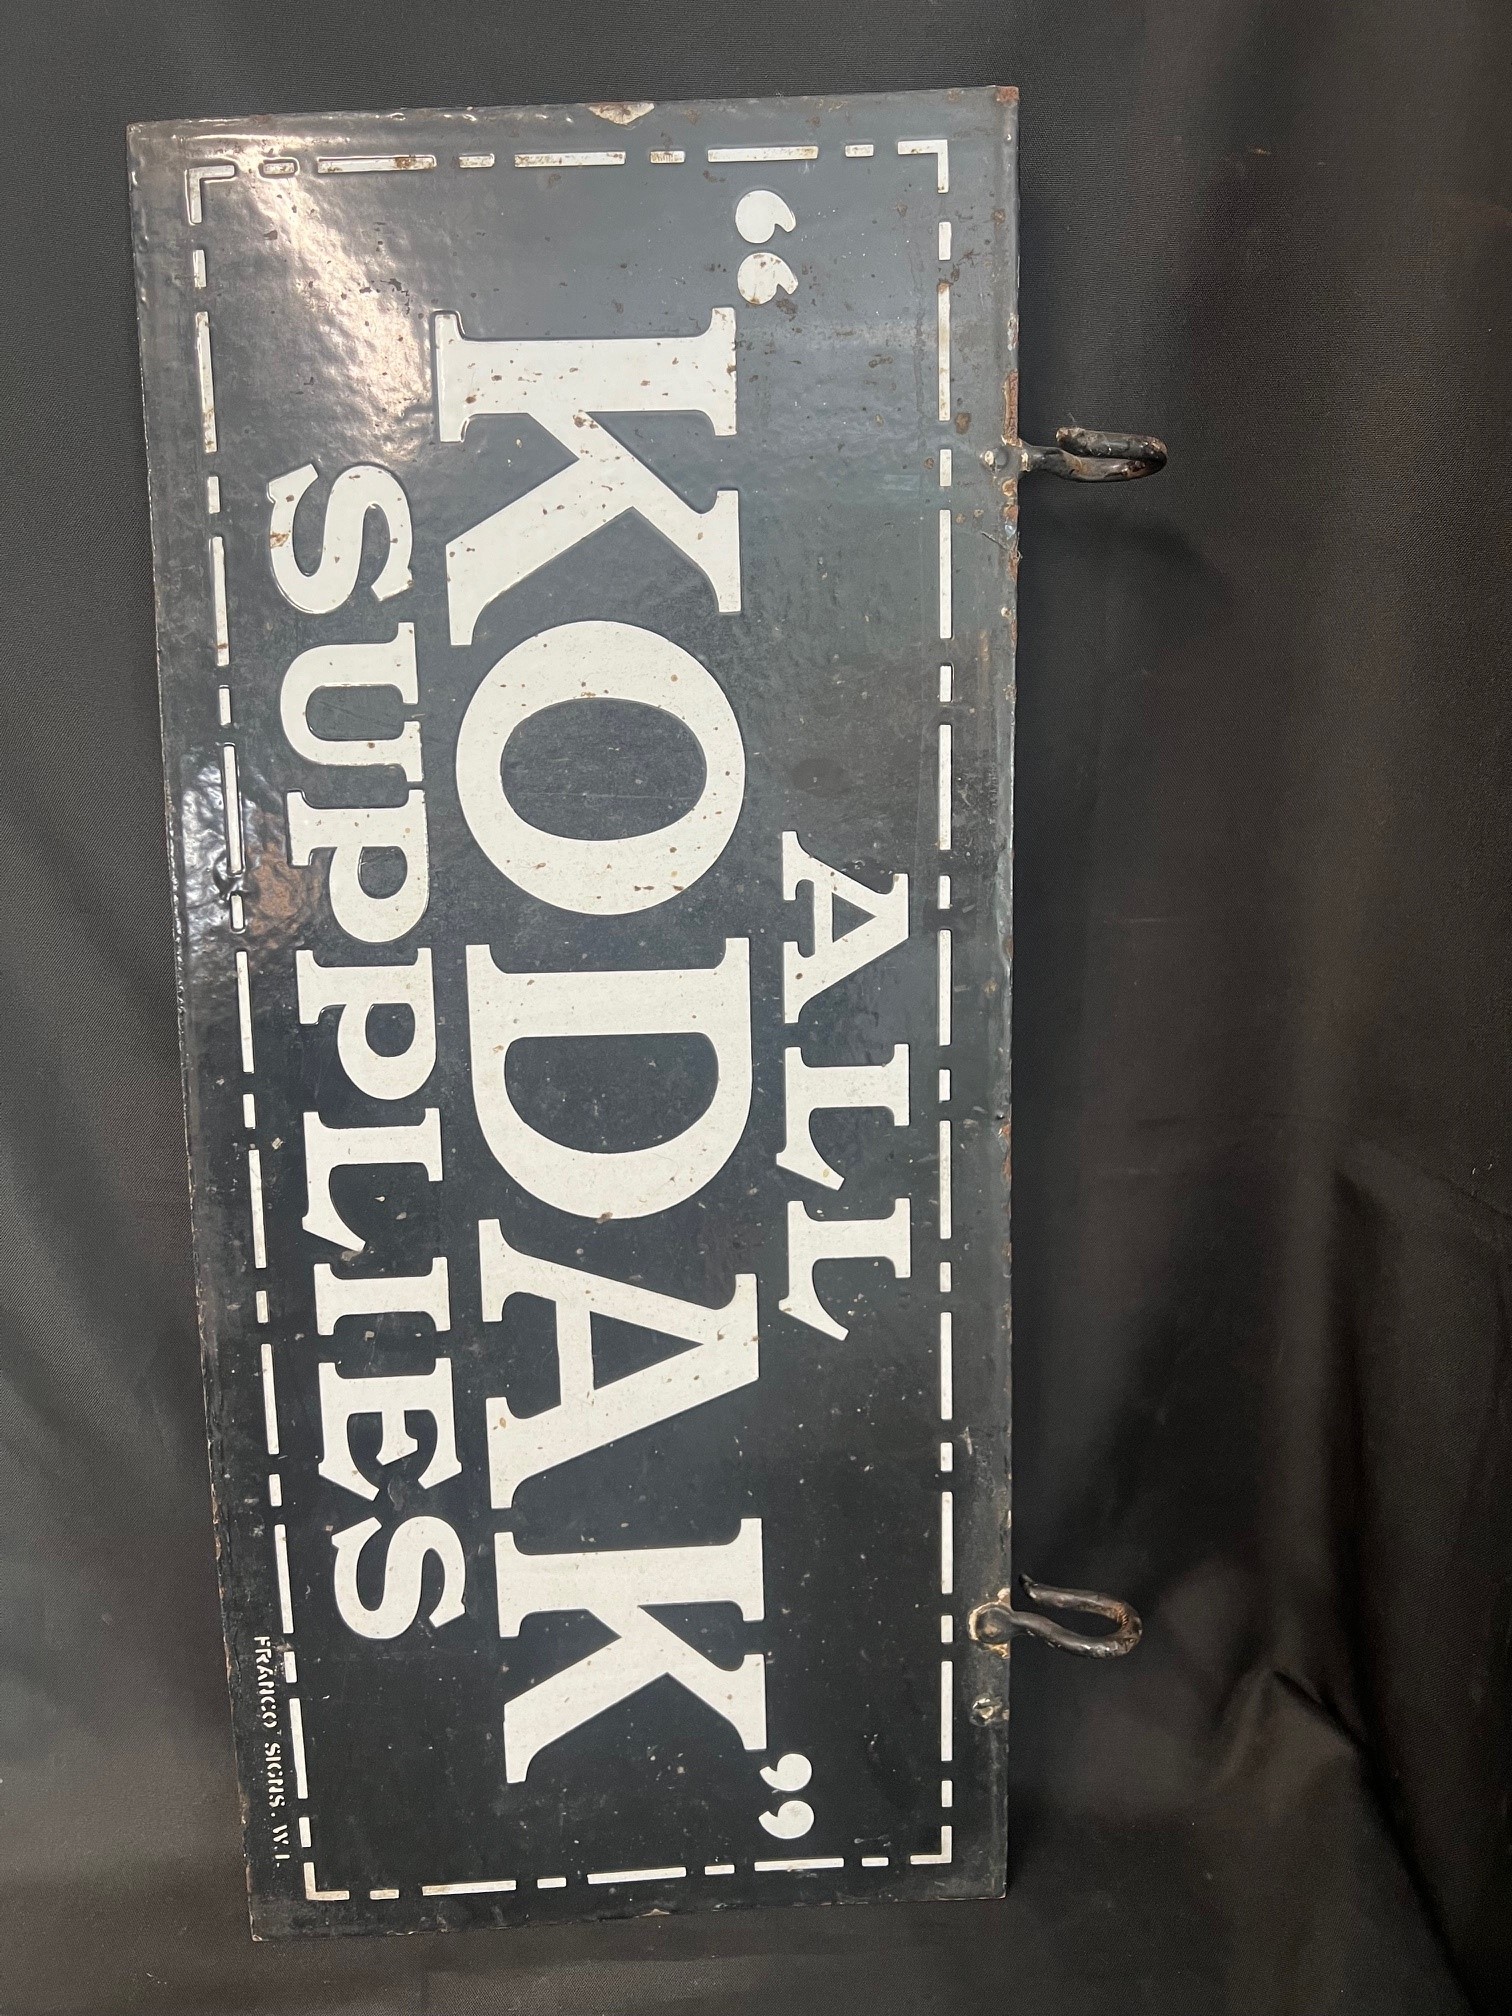 ALL
“KODAK”
SUPPLIES
FRANCO SIGNS. W.1.